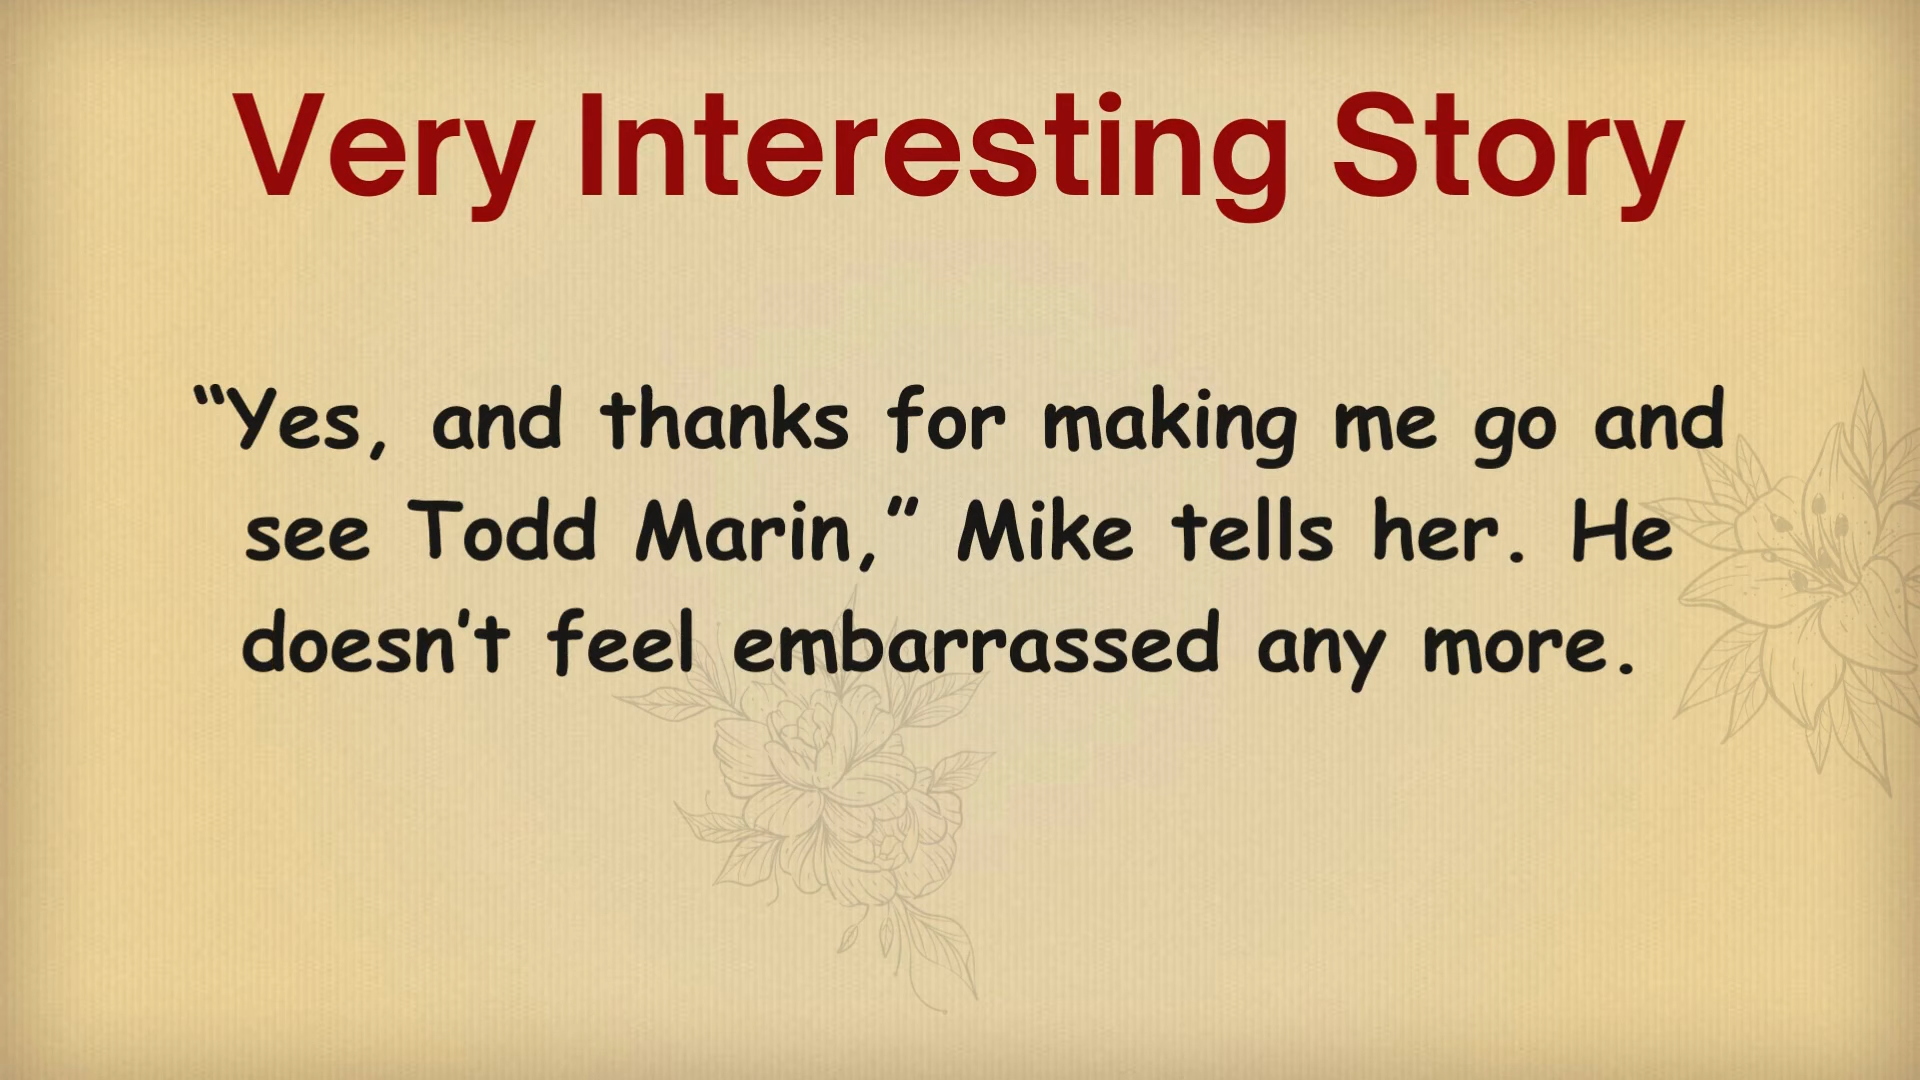 Very Interesting Story
“Yes, and thanks for making me go and
see Todd Marin,” Mike tells her. He
doesn’t feel embarrassed any more.